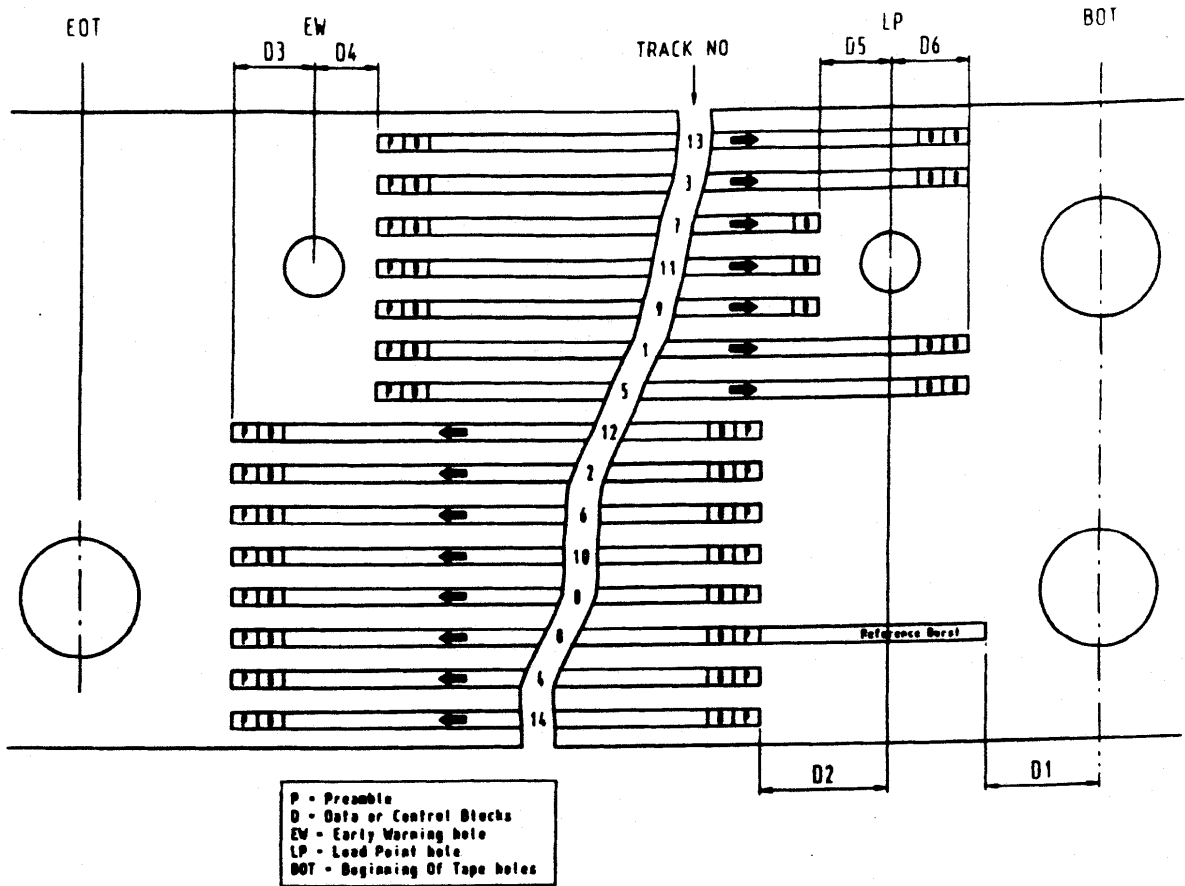 EOT EW LP BOT
D3 D4 TRACK NO D5 D6
P D 13 D D
P D 3 D D
P D 7 D
P D 11 D
P D 9 D
P D 1 D D
P D 5 D D
P D 12 D P
P D 2 D P
P D 6 D P
P D 10 D P
P D D P
P D D P Reference Burst
P D 4 D P
P D 14 D P
D2 D1
P - Preamble
D - Data or Control Blocks
EW - Early Warning hole
LP - Load Point hole
BOT - Beginning Of Tape holes